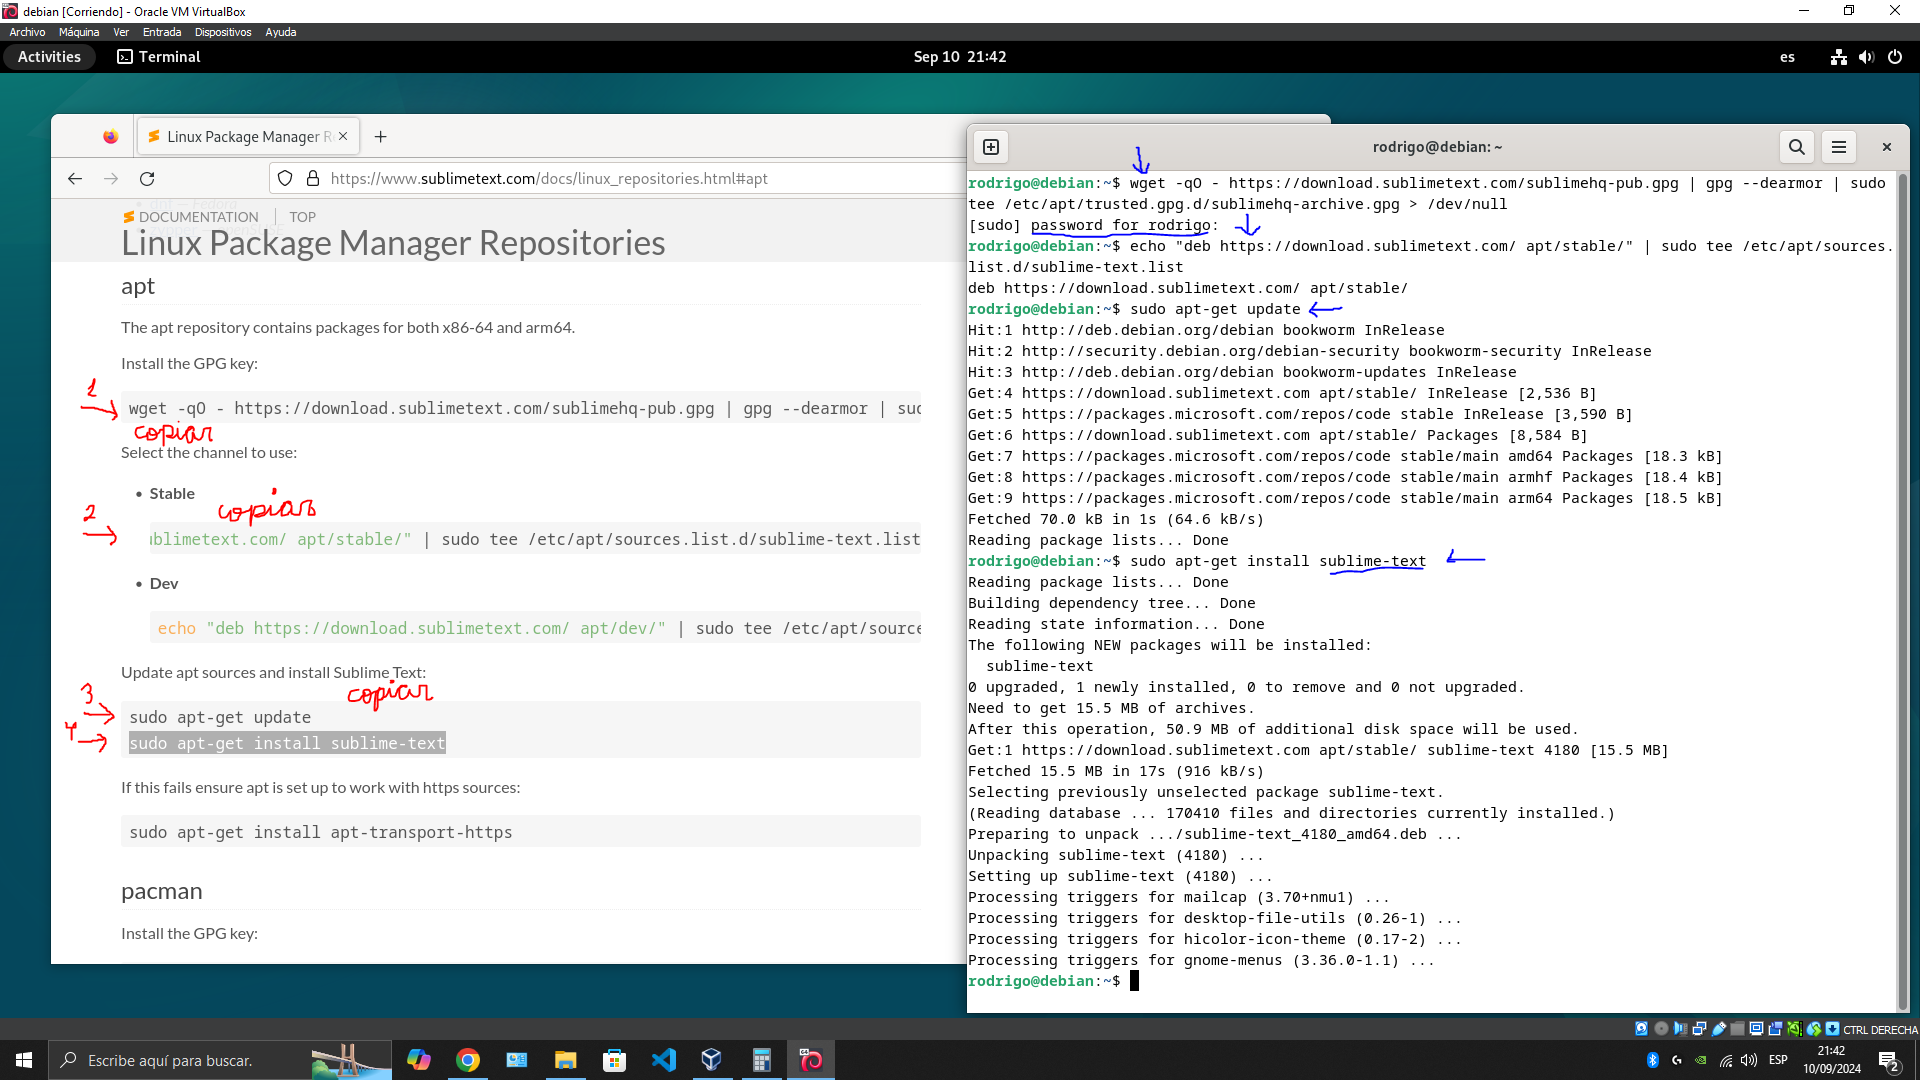 debian [Corriendo] - Oracle VM VirtualBox
Archivo Máquina Ver Entrada Dispositivos Ayuda
Activities Terminal Sep 10 21:42 es
Linux Package Manager R
https://www.sublimetext.com/docs/linux_repositories.html#apt
DOCUMENTATION | TOP
Linux Package Manager Repositories
apt
The apt repository contains packages for both x86-64 and arm64.
Install the GPG key:
1
wget -qO - https://download.sublimetext.com/sublimehq-pub.gpg | gpg --dearmor | sud
copiar
Select the channel to use:
• Stable
copiar
2
ublimetext.com/ apt/stable/" | sudo tee /etc/apt/sources.list.d/sublime-text.list
• Dev
echo "deb https://download.sublimetext.com/ apt/dev/" | sudo tee /etc/apt/source
Update apt sources and install Sublime Text:
copiar
3
sudo apt-get update
4
sudo apt-get install sublime-text
If this fails ensure apt is set up to work with https sources:
sudo apt-get install apt-transport-https
pacman
Install the GPG key:
rodrigo@debian: ~
rodrigo@debian:~$ wget -qO - https://download.sublimetext.com/sublimehq-pub.gpg | gpg --dearmor | sudo
tee /etc/apt/trusted.gpg.d/sublimehq-archive.gpg > /dev/null
[sudo] password for rodrigo:
rodrigo@debian:~$ echo "deb https://download.sublimetext.com/ apt/stable/" | sudo tee /etc/apt/sources.
list.d/sublime-text.list
deb https://download.sublimetext.com/ apt/stable/
rodrigo@debian:~$ sudo apt-get update
Hit:1 http://deb.debian.org/debian bookworm InRelease
Hit:2 http://security.debian.org/debian-security bookworm-security InRelease
Hit:3 http://deb.debian.org/debian bookworm-updates InRelease
Get:4 https://download.sublimetext.com apt/stable/ InRelease [2,536 B]
Get:5 https://packages.microsoft.com/repos/code stable InRelease [3,590 B]
Get:6 https://download.sublimetext.com apt/stable/ Packages [8,584 B]
Get:7 https://packages.microsoft.com/repos/code stable/main amd64 Packages [18.3 kB]
Get:8 https://packages.microsoft.com/repos/code stable/main armhf Packages [18.4 kB]
Get:9 https://packages.microsoft.com/repos/code stable/main arm64 Packages [18.5 kB]
Fetched 70.0 kB in 1s (64.6 kB/s)
Reading package lists... Done
rodrigo@debian:~$ sudo apt-get install sublime-text
Reading package lists... Done
Building dependency tree... Done
Reading state information... Done
The following NEW packages will be installed:
sublime-text
0 upgraded, 1 newly installed, 0 to remove and 0 not upgraded.
Need to get 15.5 MB of archives.
After this operation, 50.9 MB of additional disk space will be used.
Get:1 https://download.sublimetext.com apt/stable/ sublime-text 4180 [15.5 MB]
Fetched 15.5 MB in 17s (916 kB/s)
Selecting previously unselected package sublime-text.
(Reading database ... 170410 files and directories currently installed.)
Preparing to unpack .../sublime-text_4180_amd64.deb ...
Unpacking sublime-text (4180) ...
Setting up sublime-text (4180) ...
Processing triggers for mailcap (3.70+nmu1) ...
Processing triggers for desktop-file-utils (0.26-1) ...
Processing triggers for hicolor-icon-theme (0.17-2) ...
Processing triggers for gnome-menus (3.36.0-1.1) ...
rodrigo@debian:~$
CTRL DERECHA
Escribe aquí para buscar.
ESP
21:42
10/09/2024
2